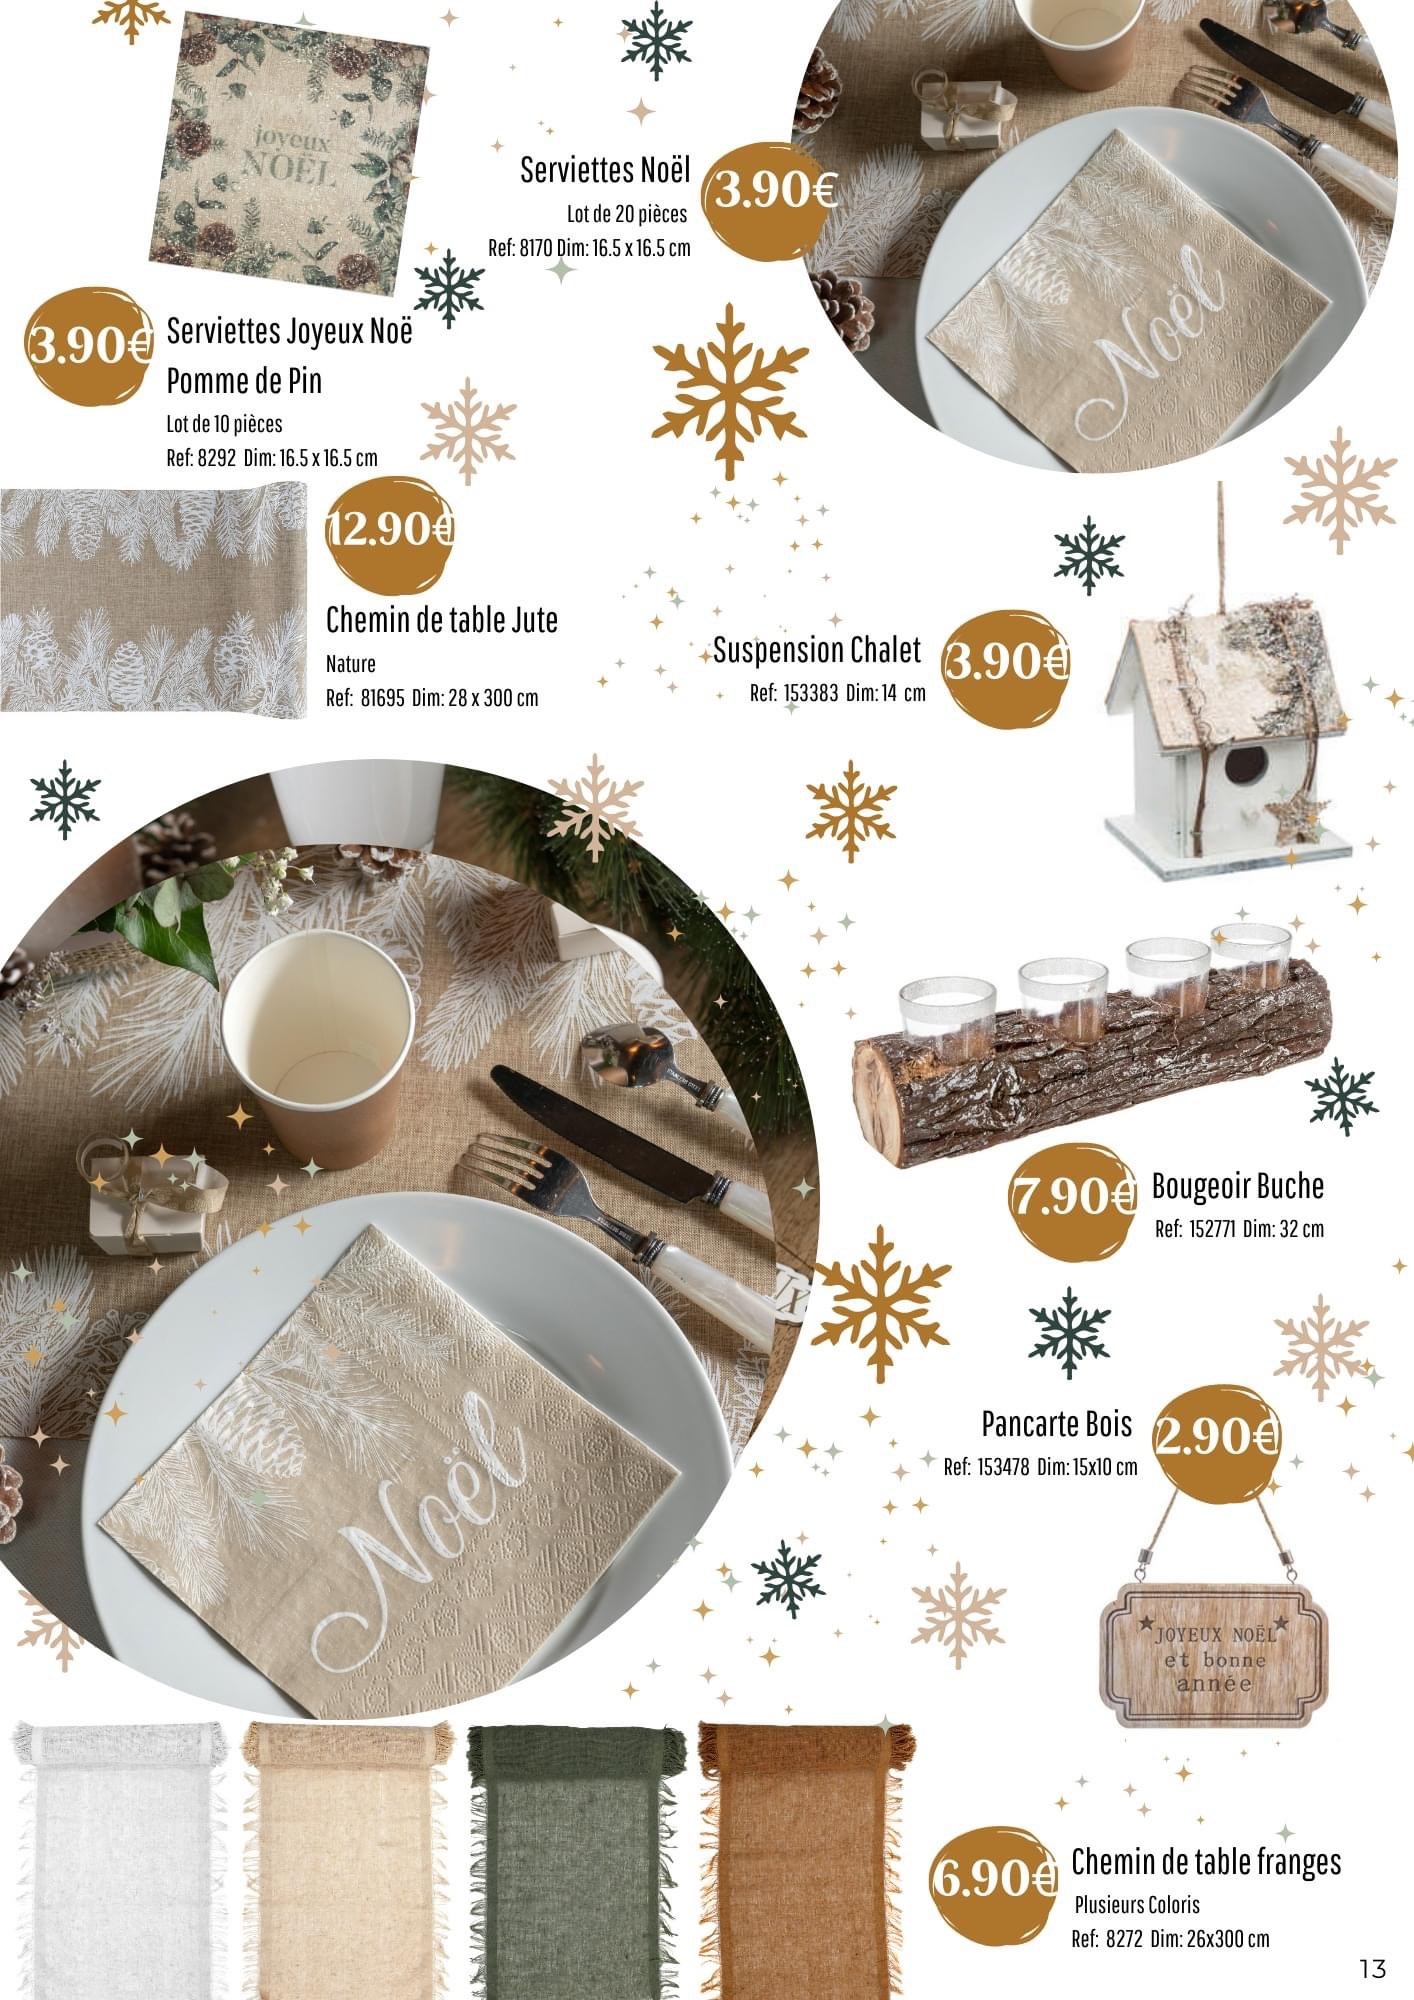 joyeux
NOËL
Serviettes Noël
3.90€
Lot de 20 pièces
Ref: 8170 Dim: 16.5 x 16.5 cm
Noël
3.90€
Serviettes Joyeux Noë
Pomme de Pin
Lot de 10 pièces
Ref: 8292 Dim: 16.5 x 16.5 cm
12.90€
Chemin de table Jute
Nature
Ref: 81695 Dim: 28 x 300 cm
Suspension Chalet
3.90€
Ref: 153383 Dim: 14 cm
7.90€
Bougeoir Buche
Ref: 152771 Dim: 32 cm
Noël
Pancarte Bois
2.90€
Ref: 153478 Dim: 15x10 cm
JOYEUX NOËL
et bonne
année
6.90€
Chemin de table franges
Plusieurs Coloris
Ref: 8272 Dim: 26x300 cm
13